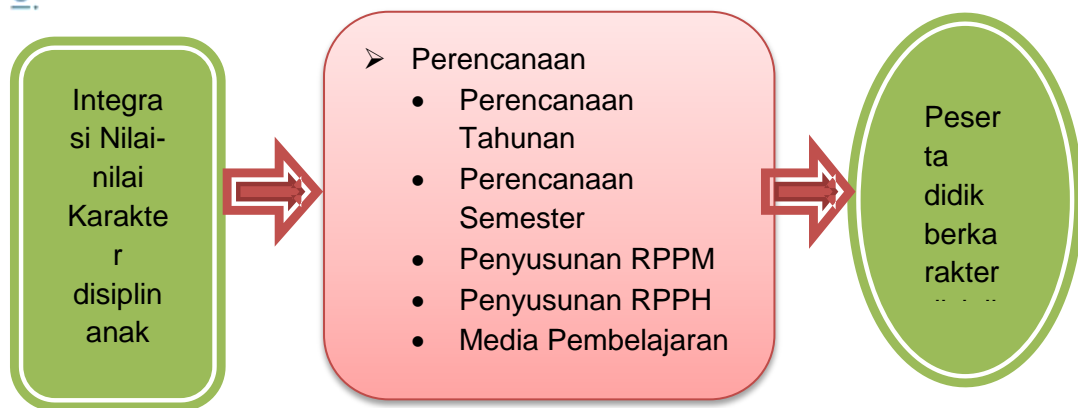 Integra
si Nilai-
nilai
Karakte
r
disiplin
anak
➢ Perencanaan
• Perencanaan
Tahunan
• Perencanaan
Semester
• Penyusunan RPPM
• Penyusunan RPPH
• Media Pembelajaran
Peser
ta
didik
berka
rakter